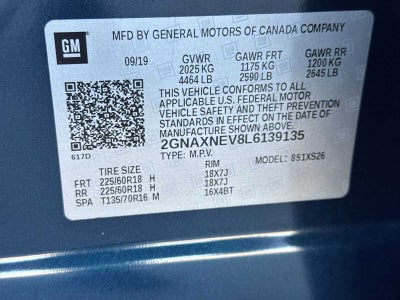 GM
MFD BY GENERAL MOTORS OF CANADA COMPANY
09/19 GVWR GAWR FRT GAWR RR
2025 KG 1175 KG 1200 KG
4464 LB 2590 LB 2645 LB
THIS VEHICLE CONFORMS TO ALL
APPLICABLE U.S. FEDERAL MOTOR
VEHICLE SAFETY AND THEFT PREVENTION
STANDARDS IN EFFECT ON THE DATE OF
MANUFACTURE SHOWN ABOVE.
2GNAXNEV8L6139135
617D TYPE: M.P.V. MODEL: 851XS26
TIRE SIZE RIM
FRT 225/60R18 H 18X7J
RR 225/60R18 H 18X7J
SPA T135/70R16 M 16X4BT